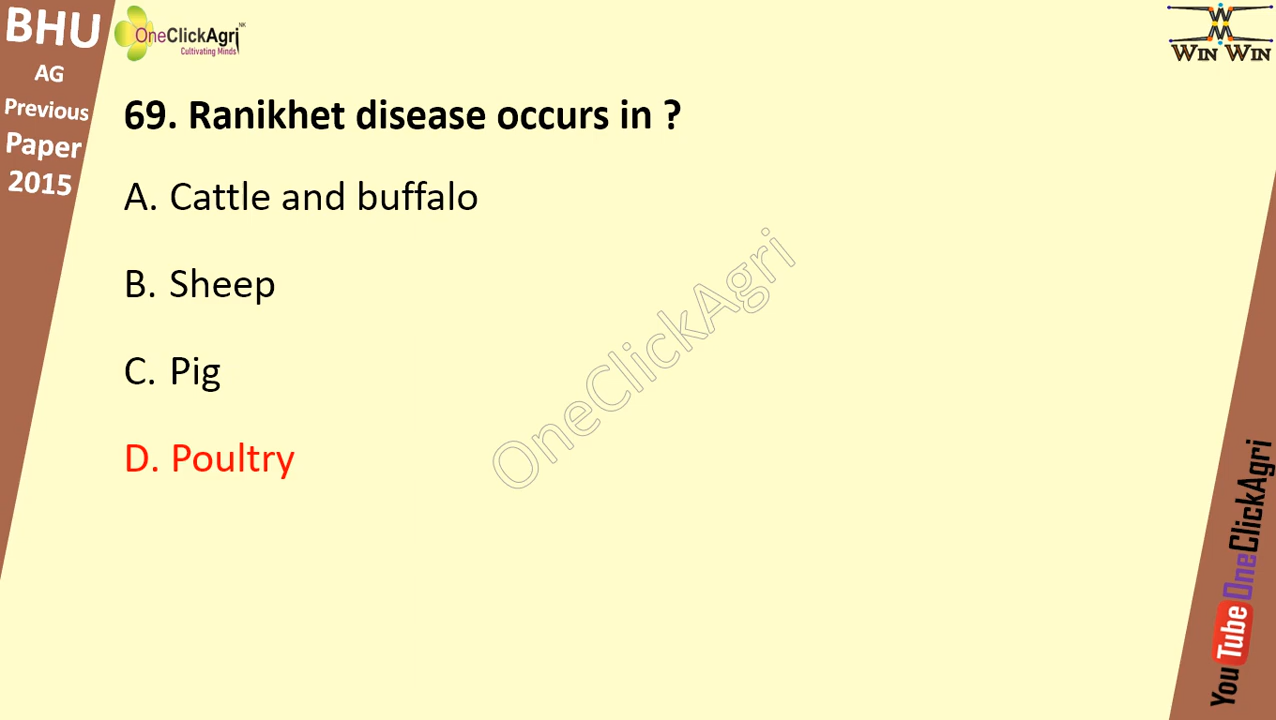 BHU
AG
Previous
Paper
2015
OneClickAgri NK
Cultivating Minds
WIN WIN
69. Ranikhet disease occurs in ?
A. Cattle and buffalo
B. Sheep
C. Pig
D. Poultry
OneClickAgri
YouTube OneClickAgri